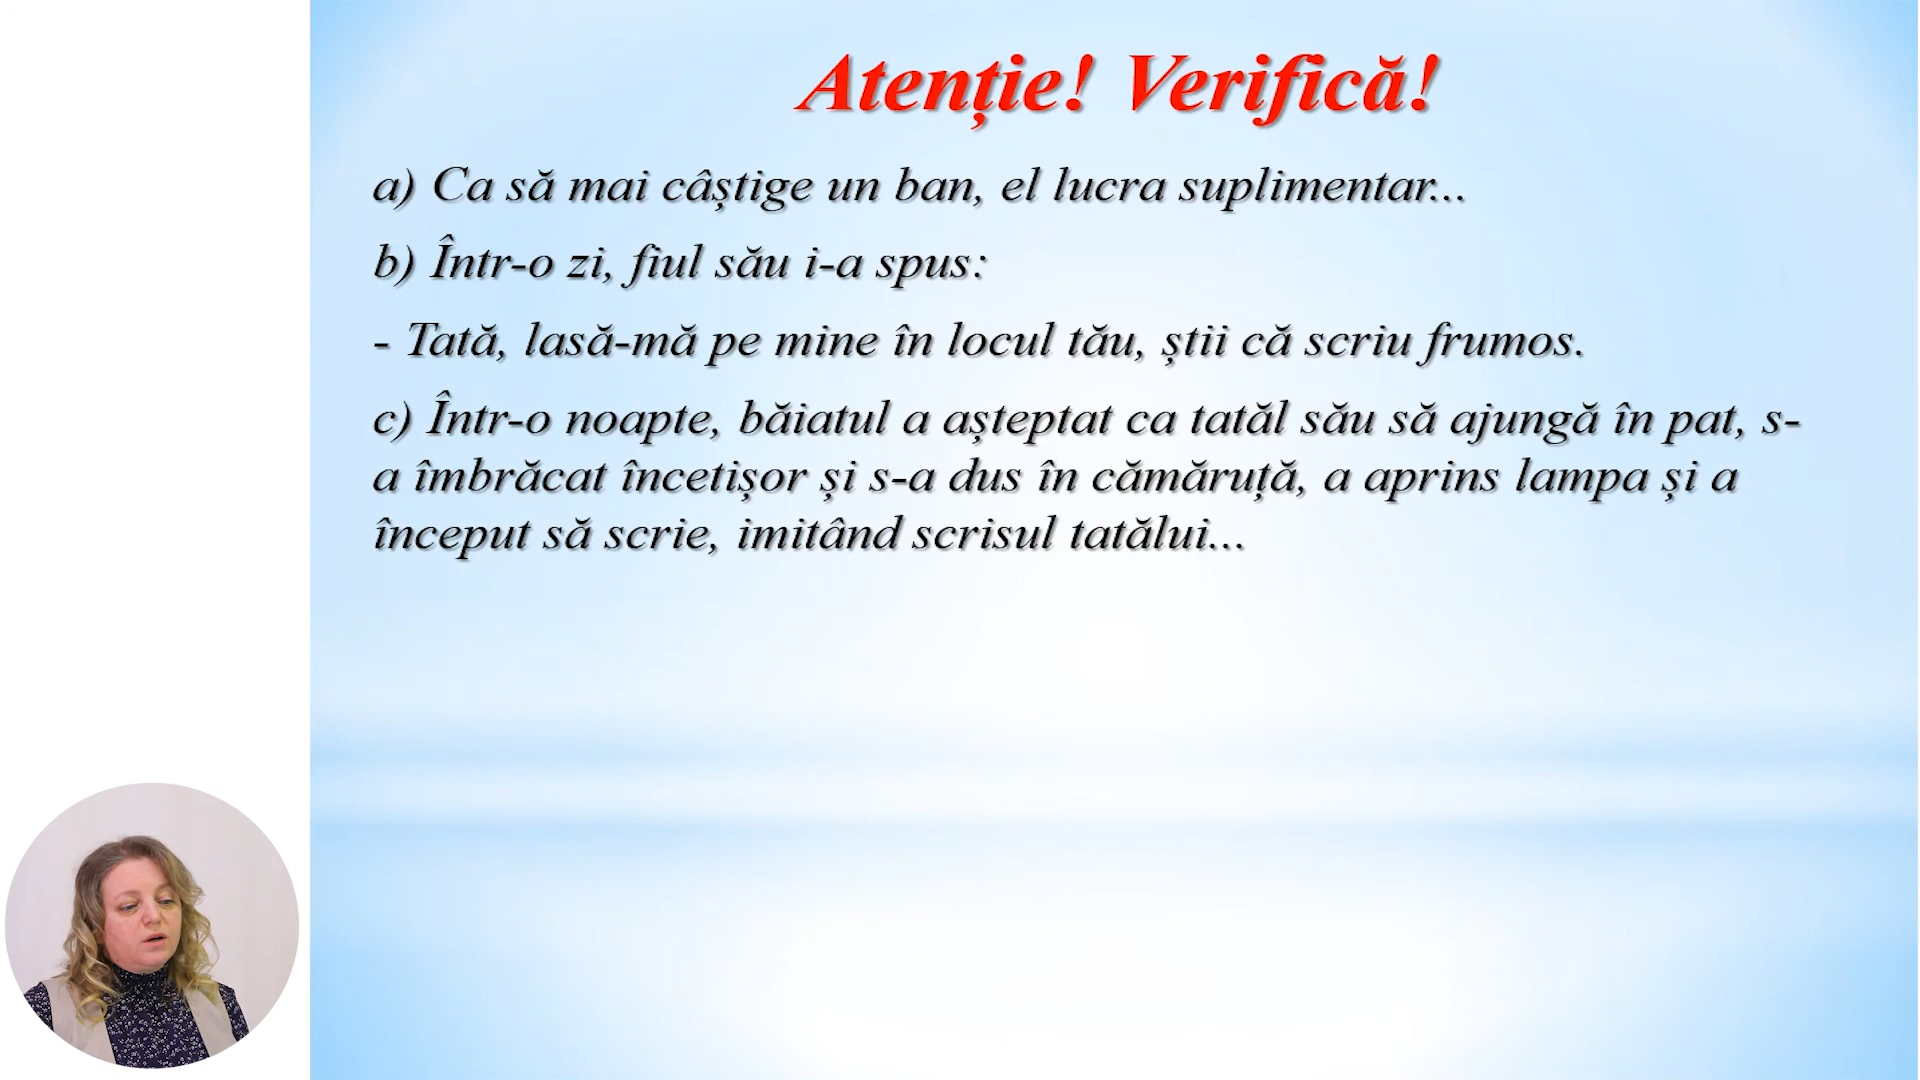 Atenție! Verifică!
a) Ca să mai câștige un ban, el lucra suplimentar...
b) Într-o zi, fiul său i-a spus:
- Tată, lasă-mă pe mine în locul tău, știi că scriu frumos.
c) Într-o noapte, băiatul a așteptat ca tatăl său să ajungă în pat, s-
a îmbrăcat încetișor și s-a dus în cămăruță, a aprins lampa și a
început să scrie, imitând scrisul tatălui...